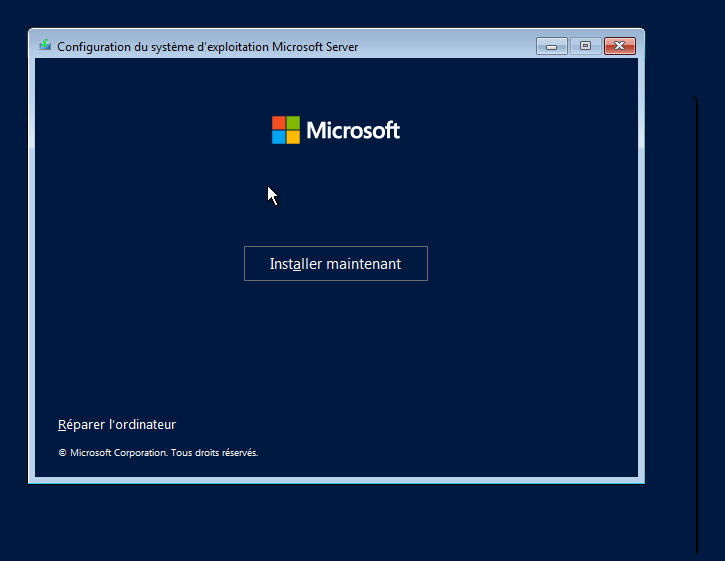 Configuration du système d'exploitation Microsoft Server
Microsoft
Installer maintenant
Réparer l'ordinateur
© Microsoft Corporation. Tous droits réservés.